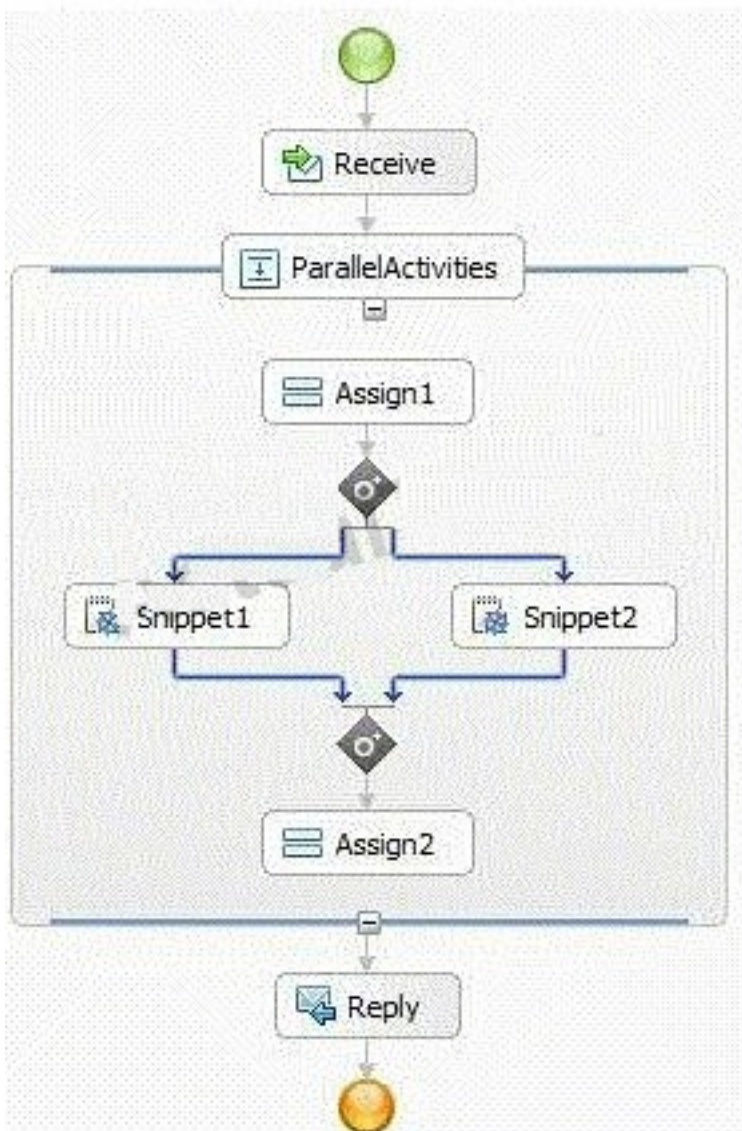 Receive
ParallelActivities
Assign1
Snippet1
Snippet2
Assign2
Reply